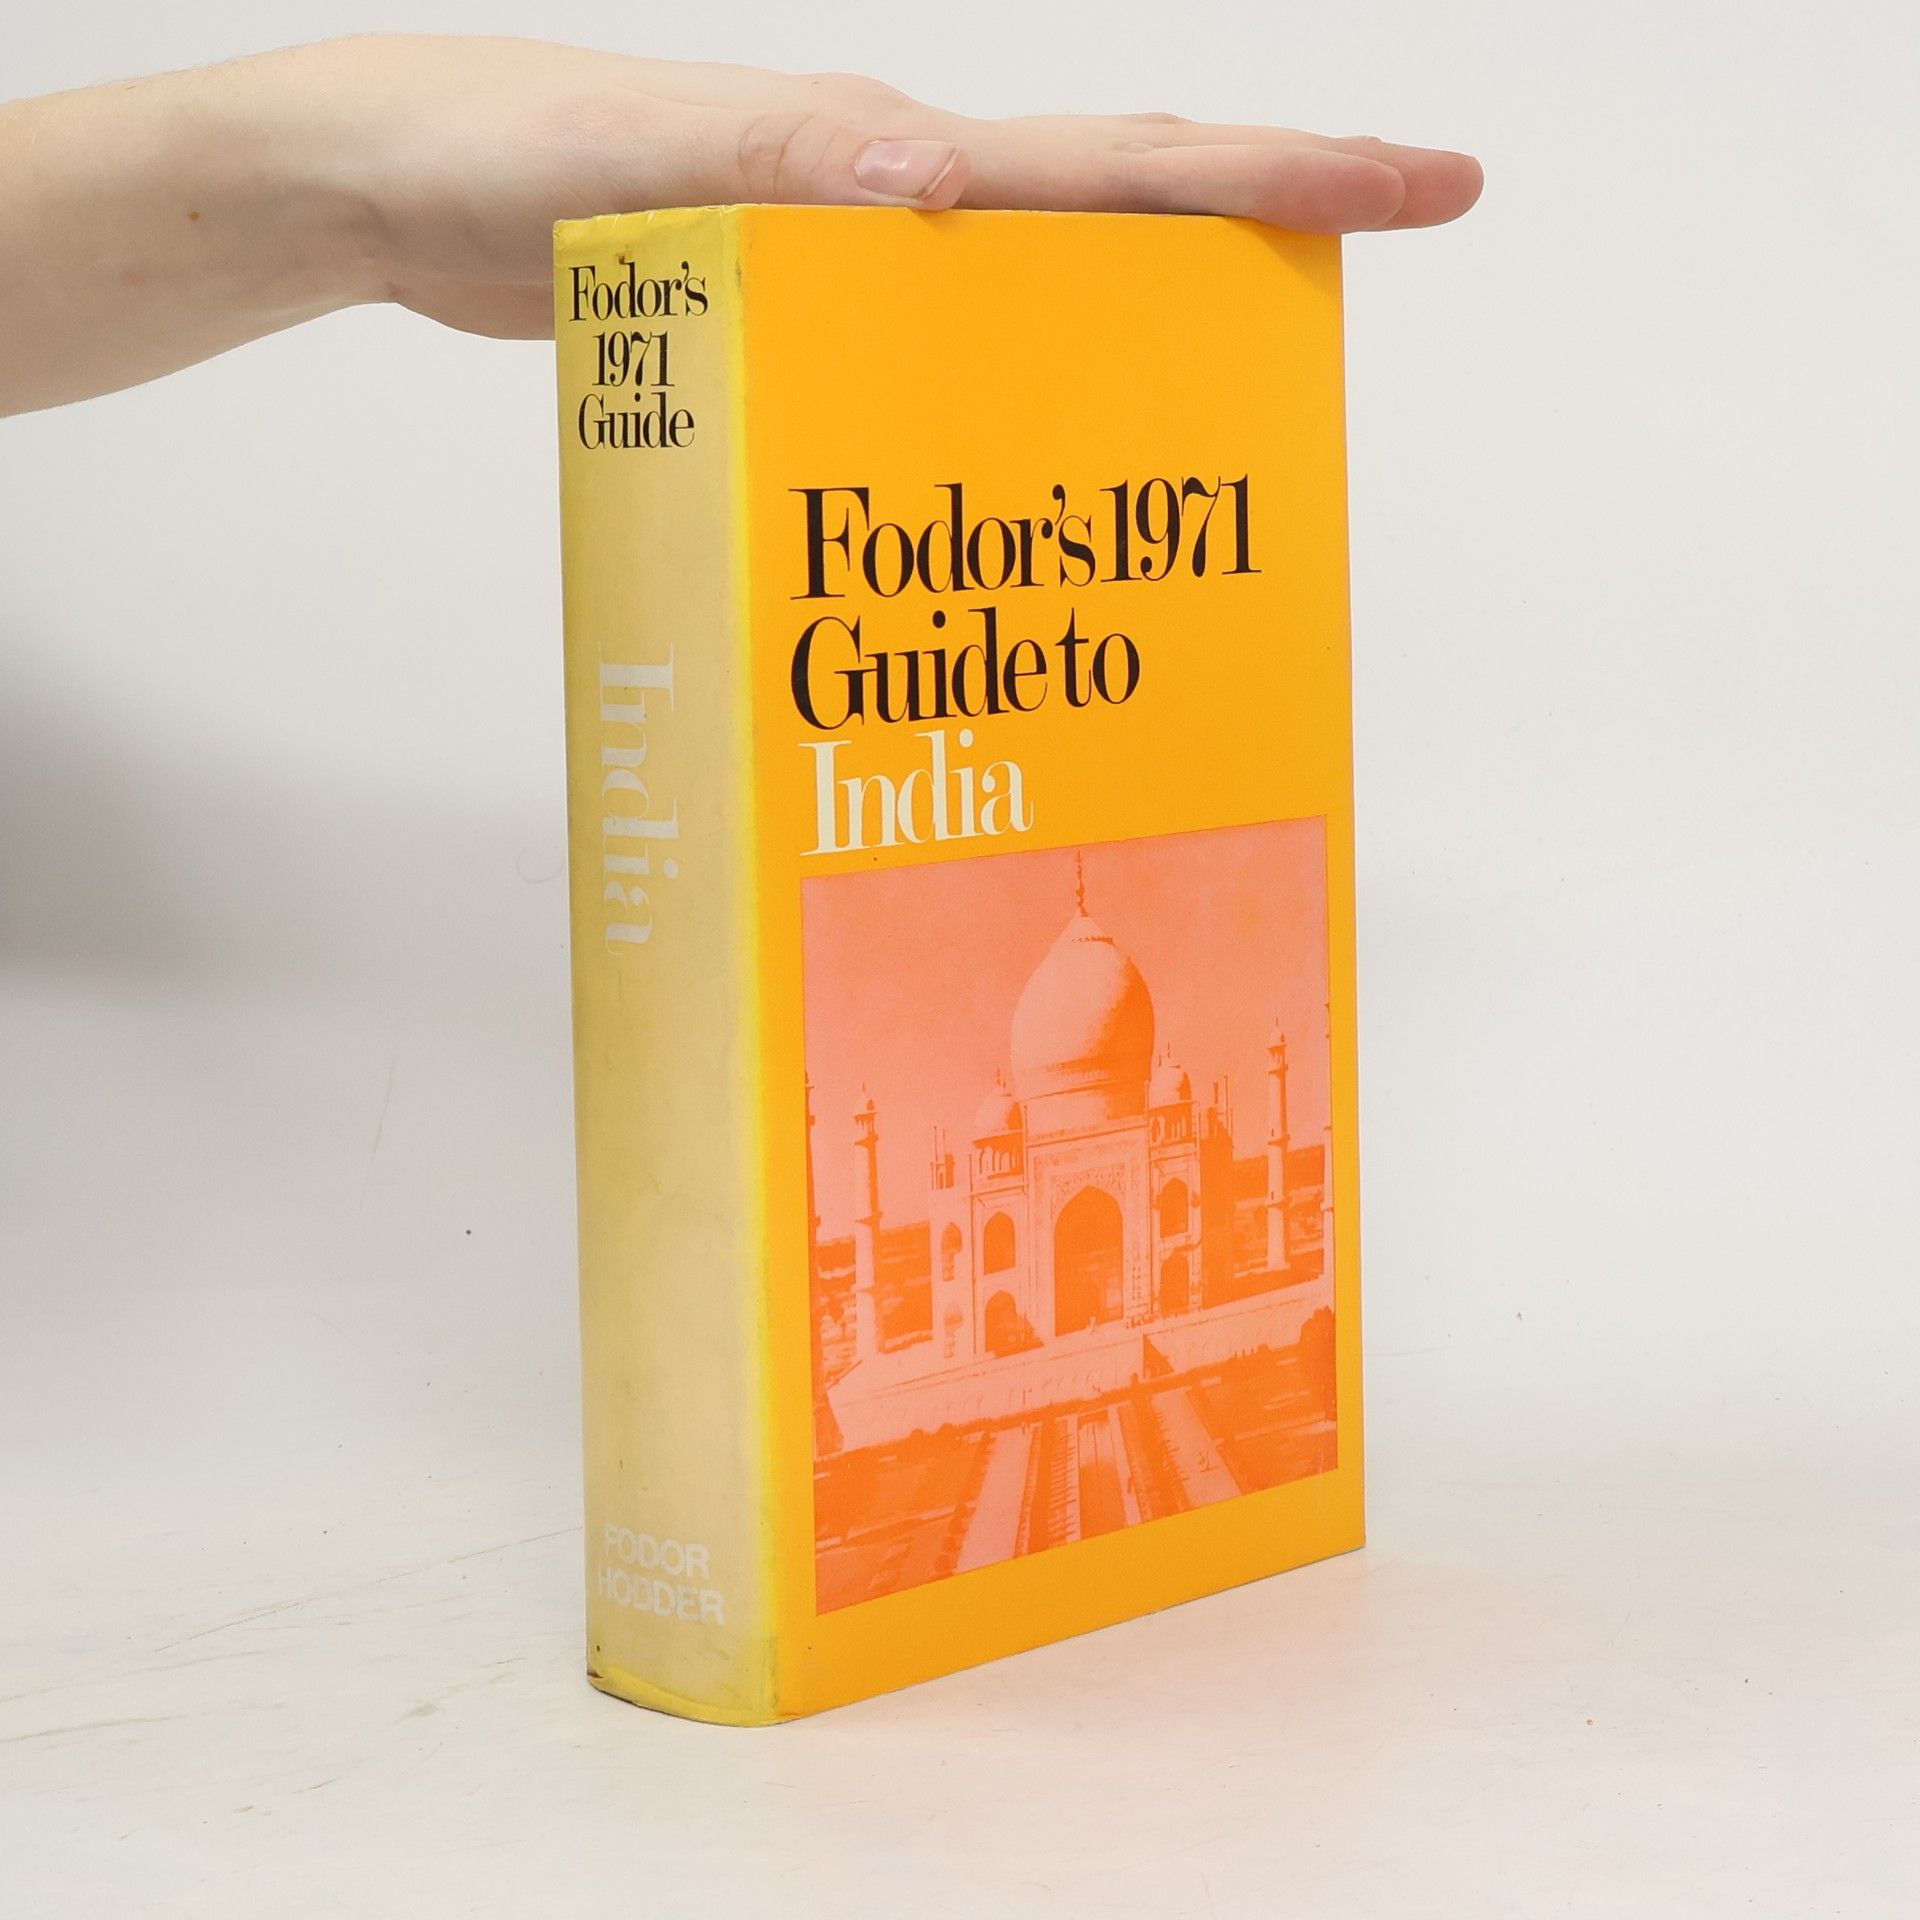 Fodor's
1971
Guide
India
FODOR
HODDER
Fodor's 1971
Guide to
India